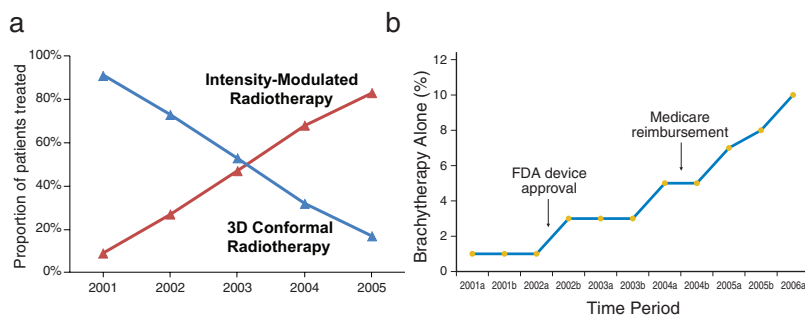 a
Proportion of patients treated
100%
80%
60%
40%
20%
0%
Intensity-Modulated
Radiotherapy
3D Conformal
Radiotherapy
2001 2002 2003 2004 2005
b
Brachytherapy Alone (%)
12
10
8
6
4
2
0
FDA device
approval
Medicare
reimbursement
2001a 2001b 2002a 2002b 2003a 2003b 2004a 2004b 2005a 2005b 2006a
Time Period